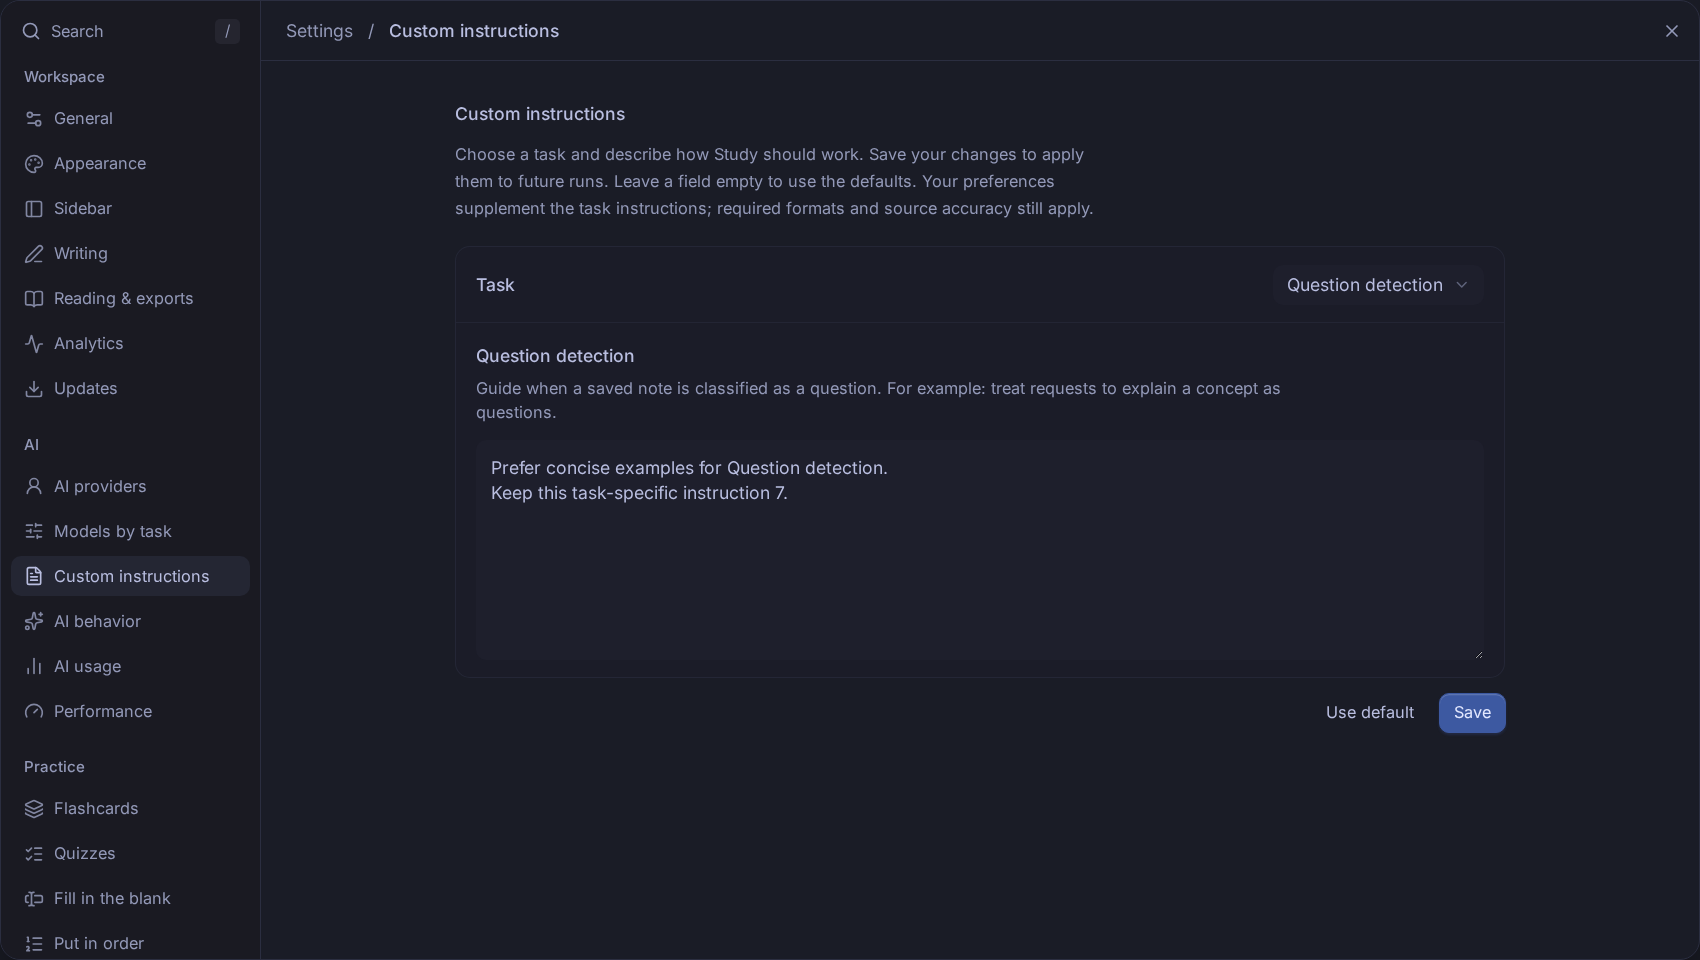 Search
/
Workspace
General
Appearance
Sidebar
Writing
Reading & exports
Analytics
Updates
AI
AI providers
Models by task
Custom instructions
AI behavior
AI usage
Performance
Practice
Flashcards
Quizzes
Fill in the blank
Put in order
Settings / Custom instructions
Custom instructions
Choose a task and describe how Study should work. Save your changes to apply
them to future runs. Leave a field empty to use the defaults. Your preferences
supplement the task instructions; required formats and source accuracy still apply.
Task
Question detection
Question detection
Guide when a saved note is classified as a question. For example: treat requests to explain a concept as
questions.
Prefer concise examples for Question detection.
Keep this task-specific instruction 7.
Use default
Save